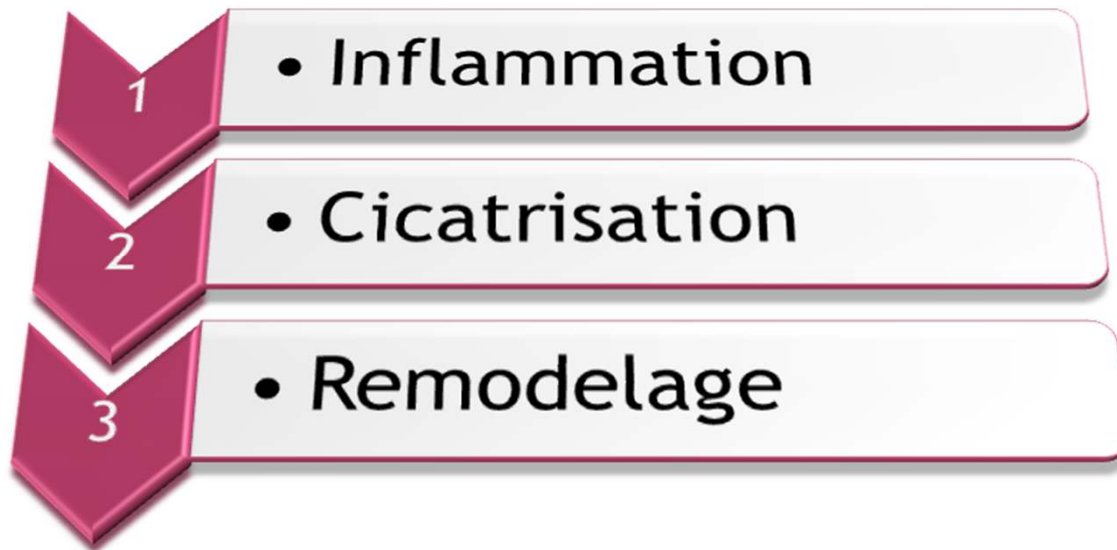 1 • Inflammation
2 • Cicatrisation
3 • Remodelage